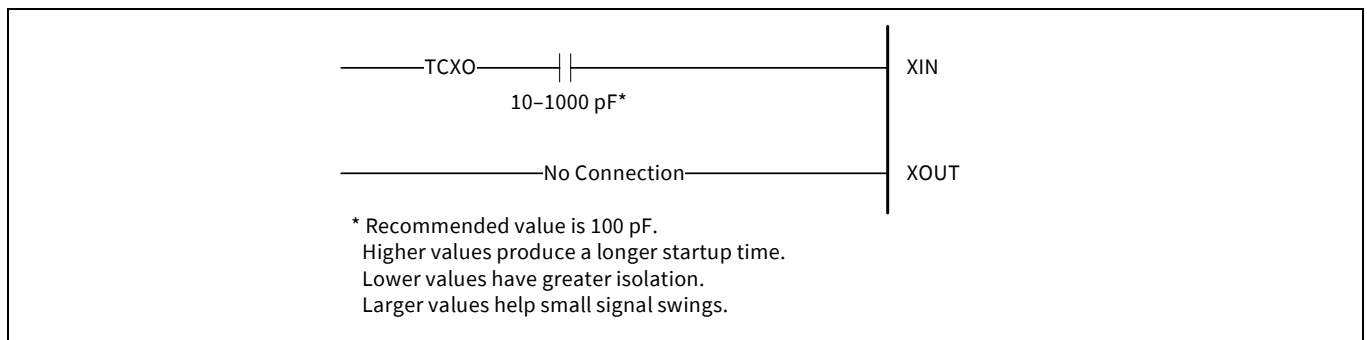 TCXO
XIN
10–1000 pF*
No Connection
XOUT
* Recommended value is 100 pF.
Higher values produce a longer startup time.
Lower values have greater isolation.
Larger values help small signal swings.